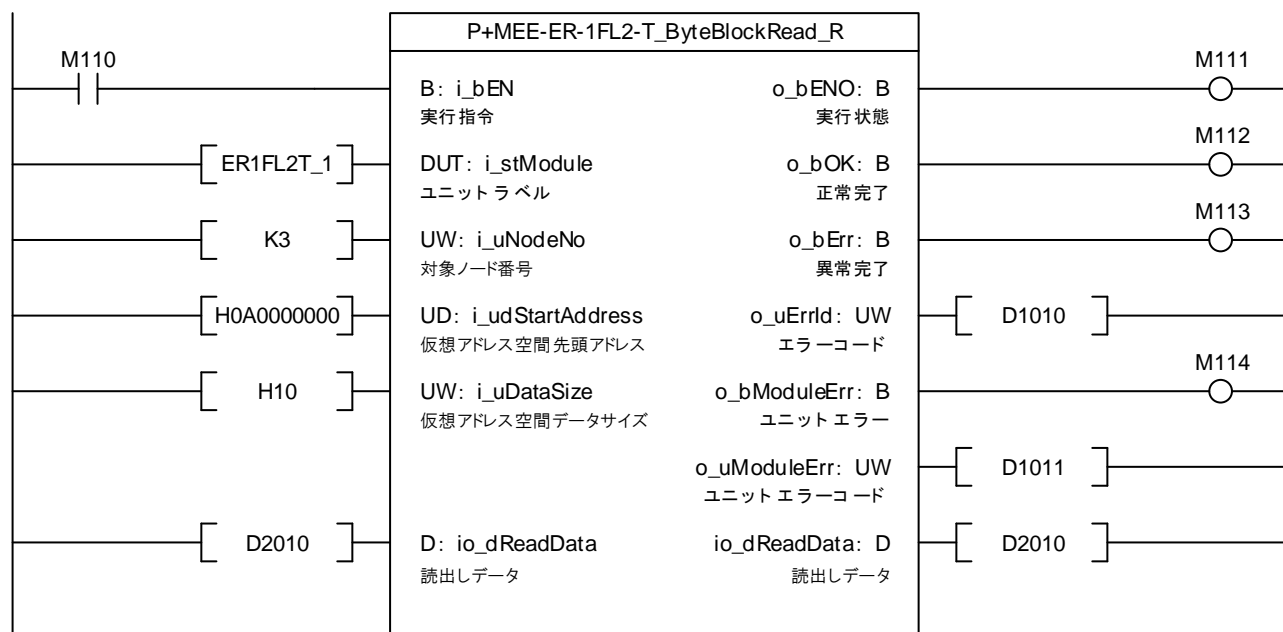 P+MEE-ER-1FL2-T_ByteBlockRead_R
M110
B: i_bEN
実行指令
o_bENO: B
実行状態
M111
ER1FL2T_1
DUT: i_stModule
ユニットラベル
o_bOK: B
正常完了
M112
K3
UW: i_uNodeNo
対象ノード番号
o_bErr: B
異常完了
M113
H0A0000000
UD: i_udStartAddress
仮想アドレス空間先頭アドレス
o_uErrId: UW
エラーコード
D1010
H10
UW: i_uDataSize
仮想アドレス空間データサイズ
o_bModuleErr: B
ユニットエラー
M114
o_uModuleErr: UW
ユニットエラーコード
D1011
D2010
D: io_dReadData
読出しデータ
io_dReadData: D
読出しデータ
D2010